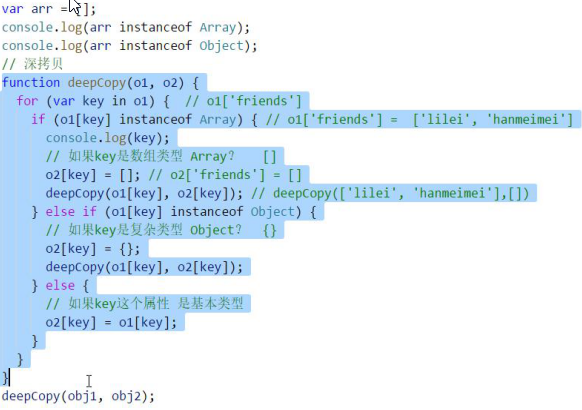 var arr = [];
console.log(arr instanceof Array);
console.log(arr instanceof Object);
// 深拷贝
function deepCopy(o1, o2) {
  for (var key in o1) {  // o1['friends']
    if (o1[key] instanceof Array) { // o1['friends'] =  ['lilei', 'hanmeimei']
      console.log(key);
      // 如果key是数组类型 Array?   []
      o2[key] = []; // o2['friends'] = []
      deepCopy(o1[key], o2[key]); // deepCopy(['lilei', 'hanmeimei'],[])
    } else if (o1[key] instanceof Object) {
      // 如果key是复杂类型 Object?   {}
      o2[key] = {};
      deepCopy(o1[key], o2[key]);
    } else {
      // 如果key这个属性 是基本类型
      o2[key] = o1[key];
    }
  }
}
deepCopy(obj1, obj2);